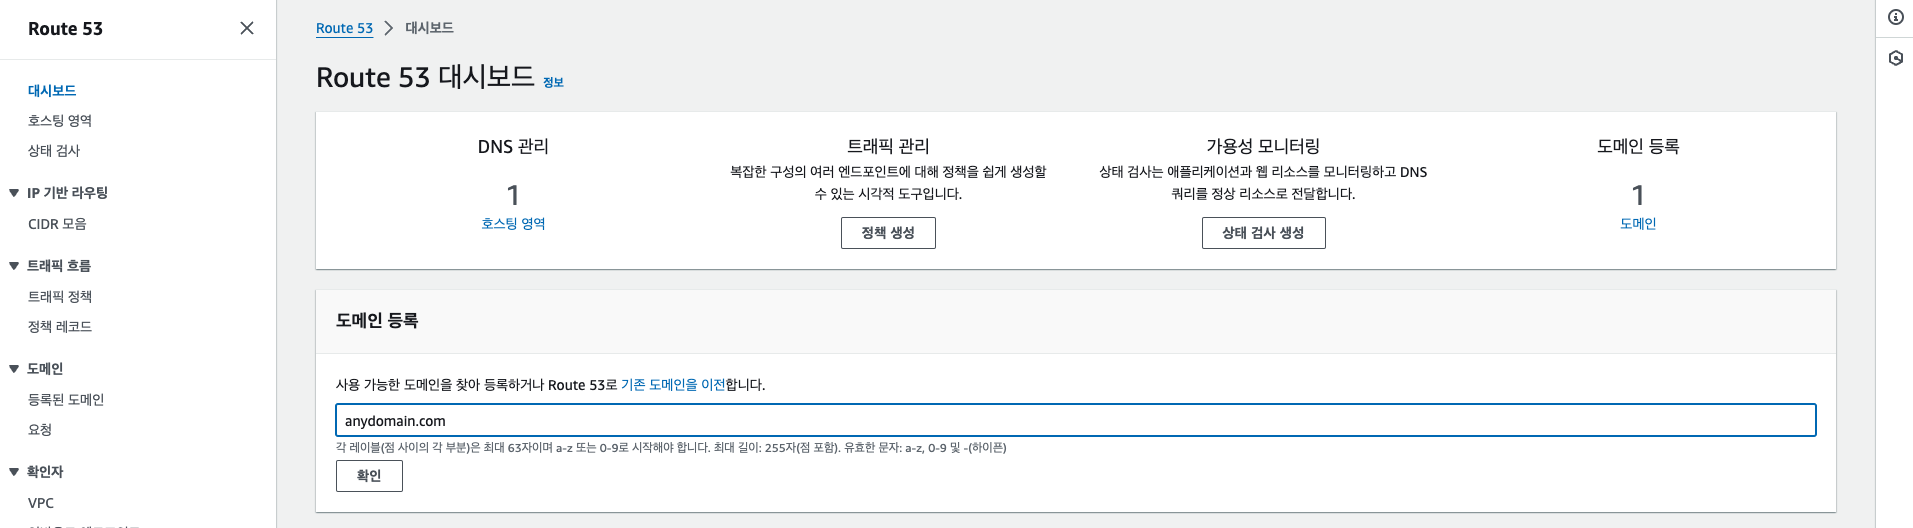 Route 53
대시보드
호스팅 영역
상태 검사
IP 기반 라우팅
CIDR 모음
트래픽 흐름
트래픽 정책
정책 레코드
도메인
등록된 도메인
요청
확인자
VPC
Route 53 대시보드
Route 53 대시보드 정보
DNS 관리
1
호스팅 영역
트래픽 관리
복잡한 구성의 여러 엔드포인트에 대해 정책을 쉽게 생성할
수 있는 시각적 도구입니다.
정책 생성
가용성 모니터링
상태 검사는 애플리케이션과 웹 리소스를 모니터링하고 DNS
쿼리를 정상 리소스로 전달합니다.
상태 검사 생성
도메인 등록
1
도메인
도메인 등록
사용 가능한 도메인을 찾아 등록하거나 Route 53로 기존 도메인을 이전합니다.
anydomain.com
각 레이블(점 사이의 각 부분)은 최대 63자이며 a-z 또는 0-9로 시작해야 합니다. 최대 길이: 255자(점 포함). 유효한 문자: a-z, 0-9 및 -(하이픈)
확인